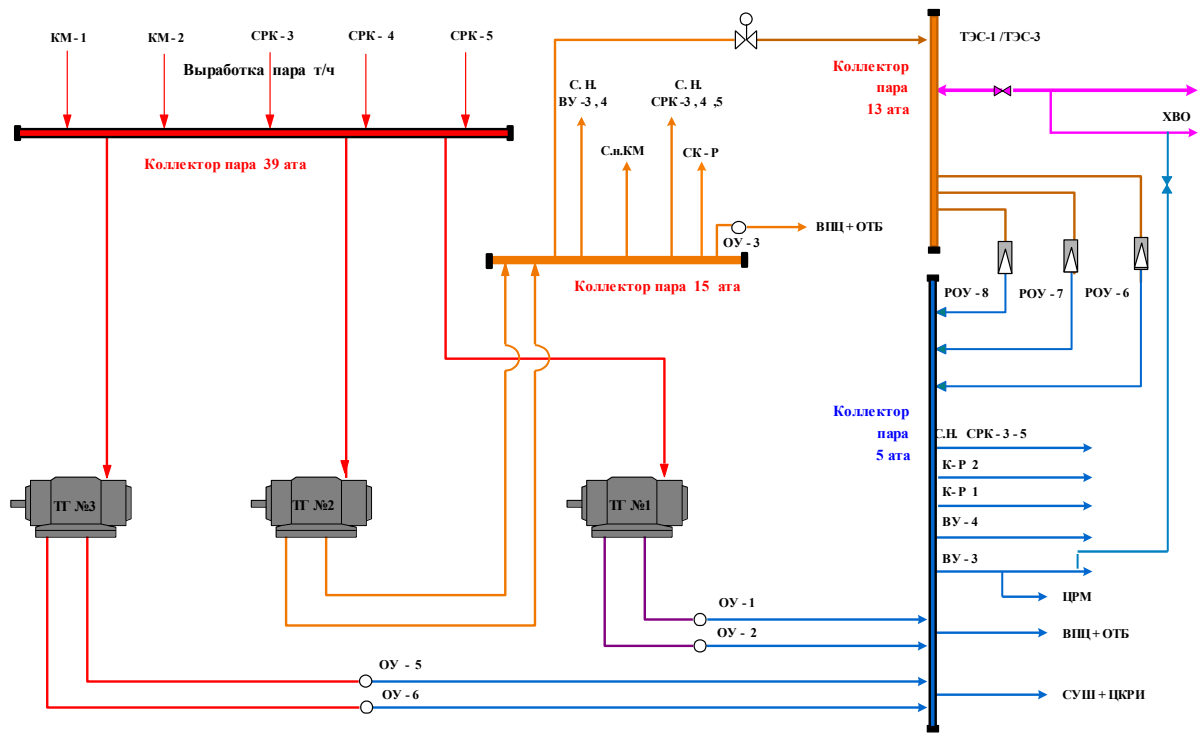 КМ - 1
КМ - 2
СРК - 3
СРК - 4
СРК - 5
Выработка пара т/ч
Коллектор пара 39 ата
С. Н.
ВУ -3 , 4
С.н.КМ
С. Н.
СРК -3, 4 ,5
СК - Р
ОУ - 3
ВПЦ + ОТБ
Коллектор пара 15 ата
Коллектор
пара
13 ата
ТЭС-1 /ТЭС-3
ХВО
РОУ - 8
РОУ - 7
РОУ - 6
Коллектор
пара
5 ата
С.Н. СРК - 3 - 5
К- Р 2
К- Р 1
ВУ - 4
ВУ - 3
ЦРМ
ВПЦ + ОТБ
СУШ + ЦКРИ
ТГ №3
ТГ №2
ТГ №1
ОУ - 1
ОУ - 2
ОУ - 5
ОУ - 6